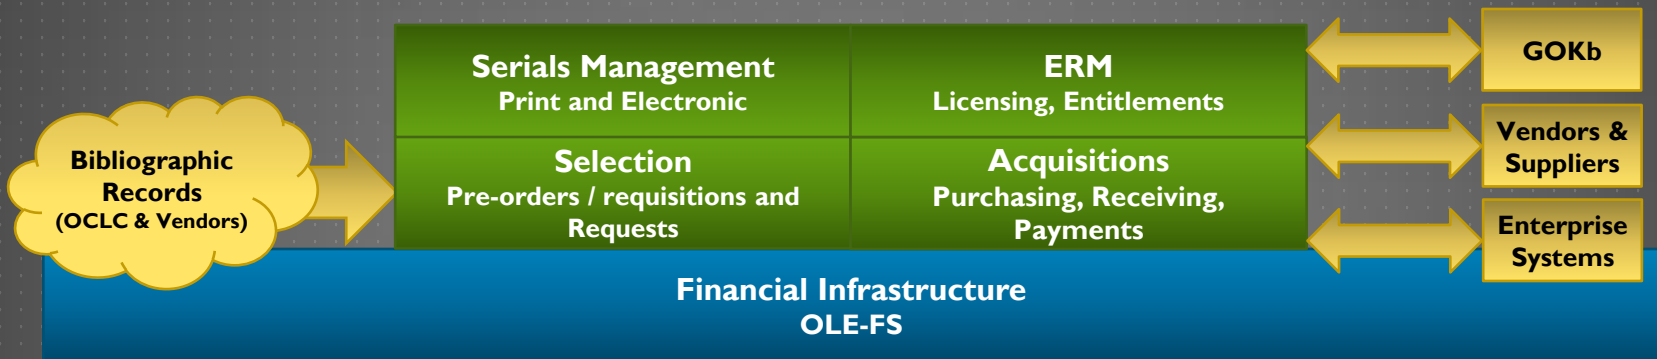 Bibliographic
Records
(OCLC & Vendors)
Serials Management
Print and Electronic
ERM
Licensing, Entitlements
Selection
Pre-orders / requisitions and
Requests
Acquisitions
Purchasing, Receiving,
Payments
GOKb
Vendors &
Suppliers
Enterprise
Systems
Financial Infrastructure
OLE-FS